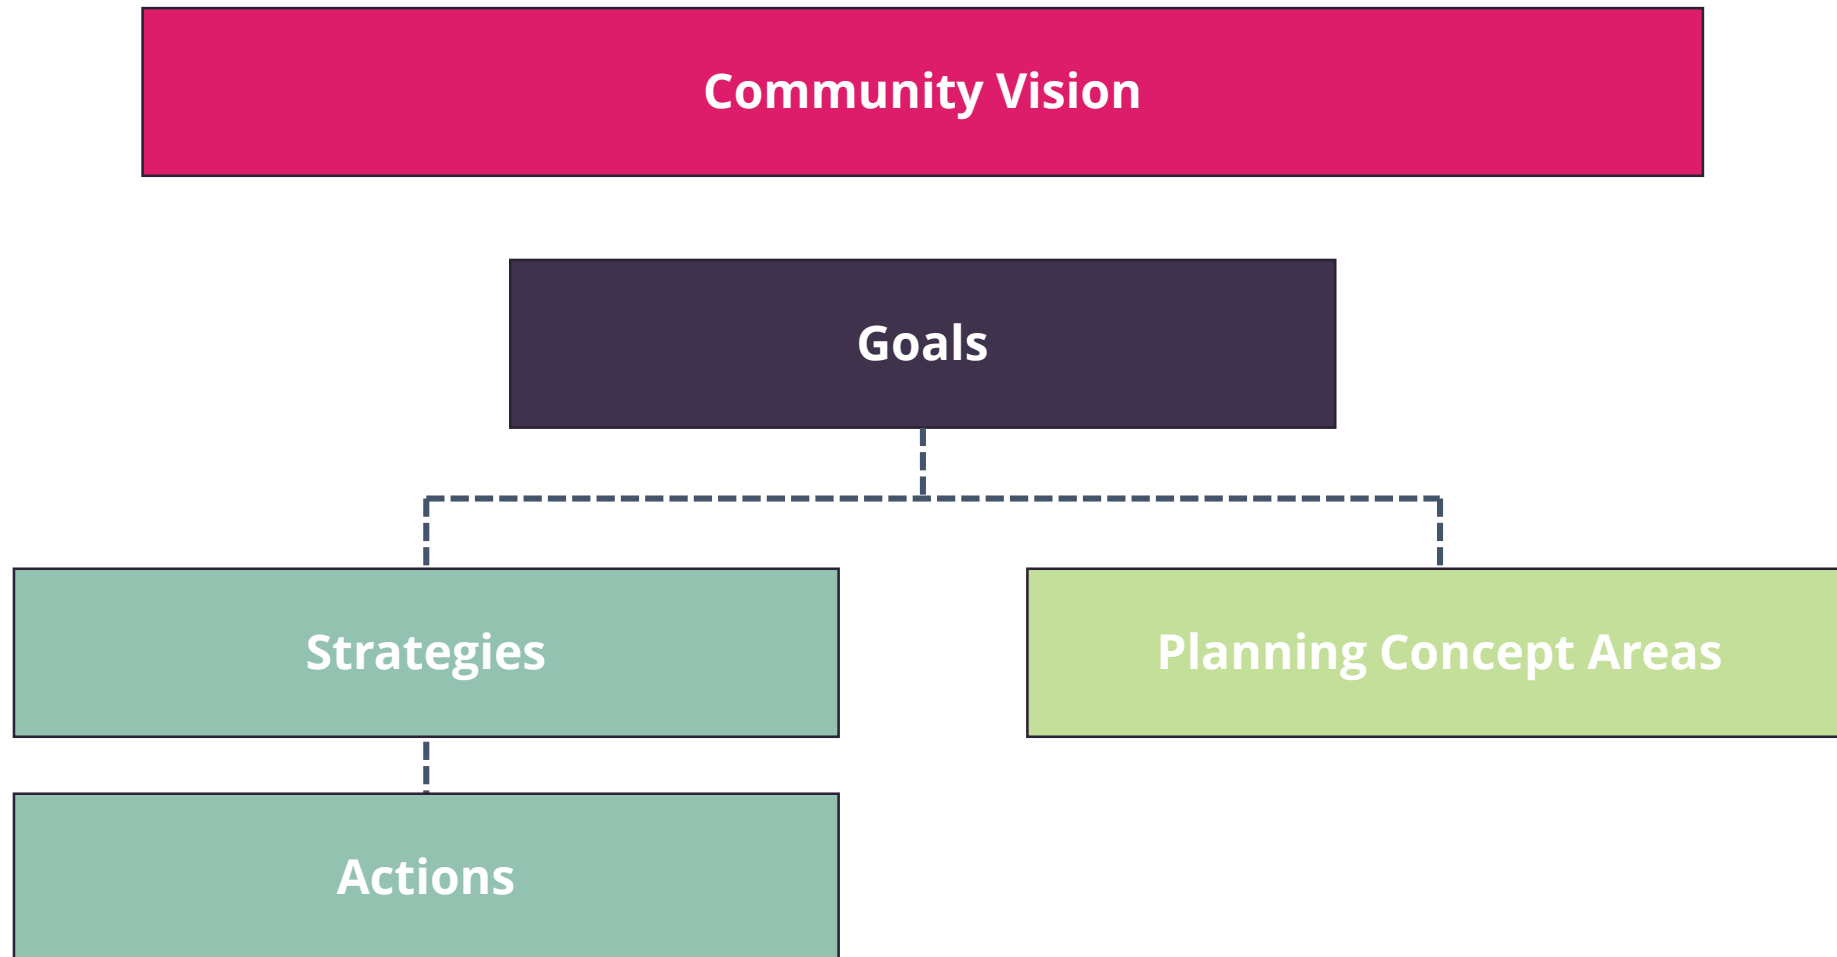 Community Vision
Goals
Strategies
Planning Concept Areas
Actions